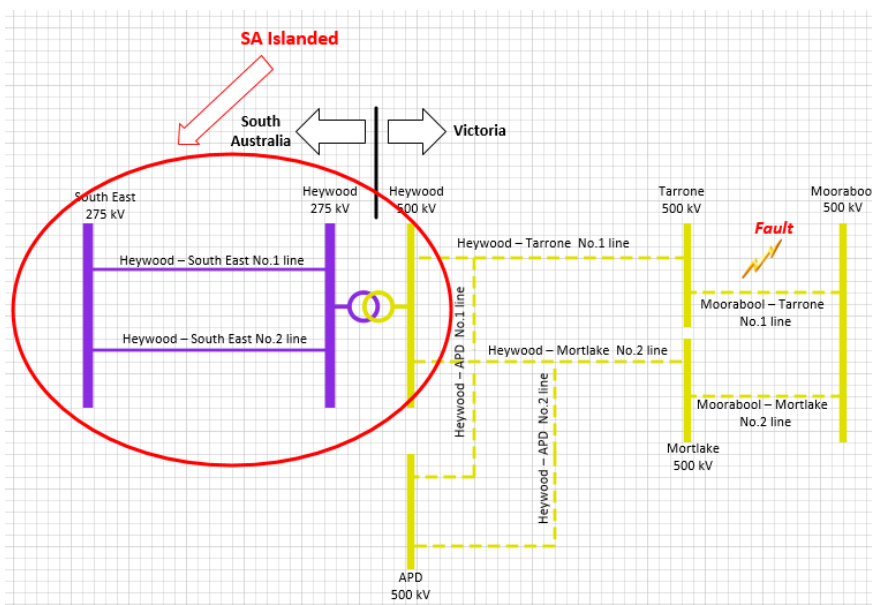 SA Islanded
South
Australia
Victoria
South East
275 kV
Heywood
275 kV
Heywood
500 kV
Tarrone
500 kV
Mooraboo
500 kV
Fault
Heywood – South East No.1 line
Heywood – Tarrone No.1 line
Moorabool – Tarrone
No.1 line
Heywood – South East No.2 line
Heywood – APD No.1 line
Heywood – Mortlake No.2 line
Heywood – APD No.2 line
Moorabool – Mortlake
No.2 line
Mortlake
500 kV
APD
500 kV